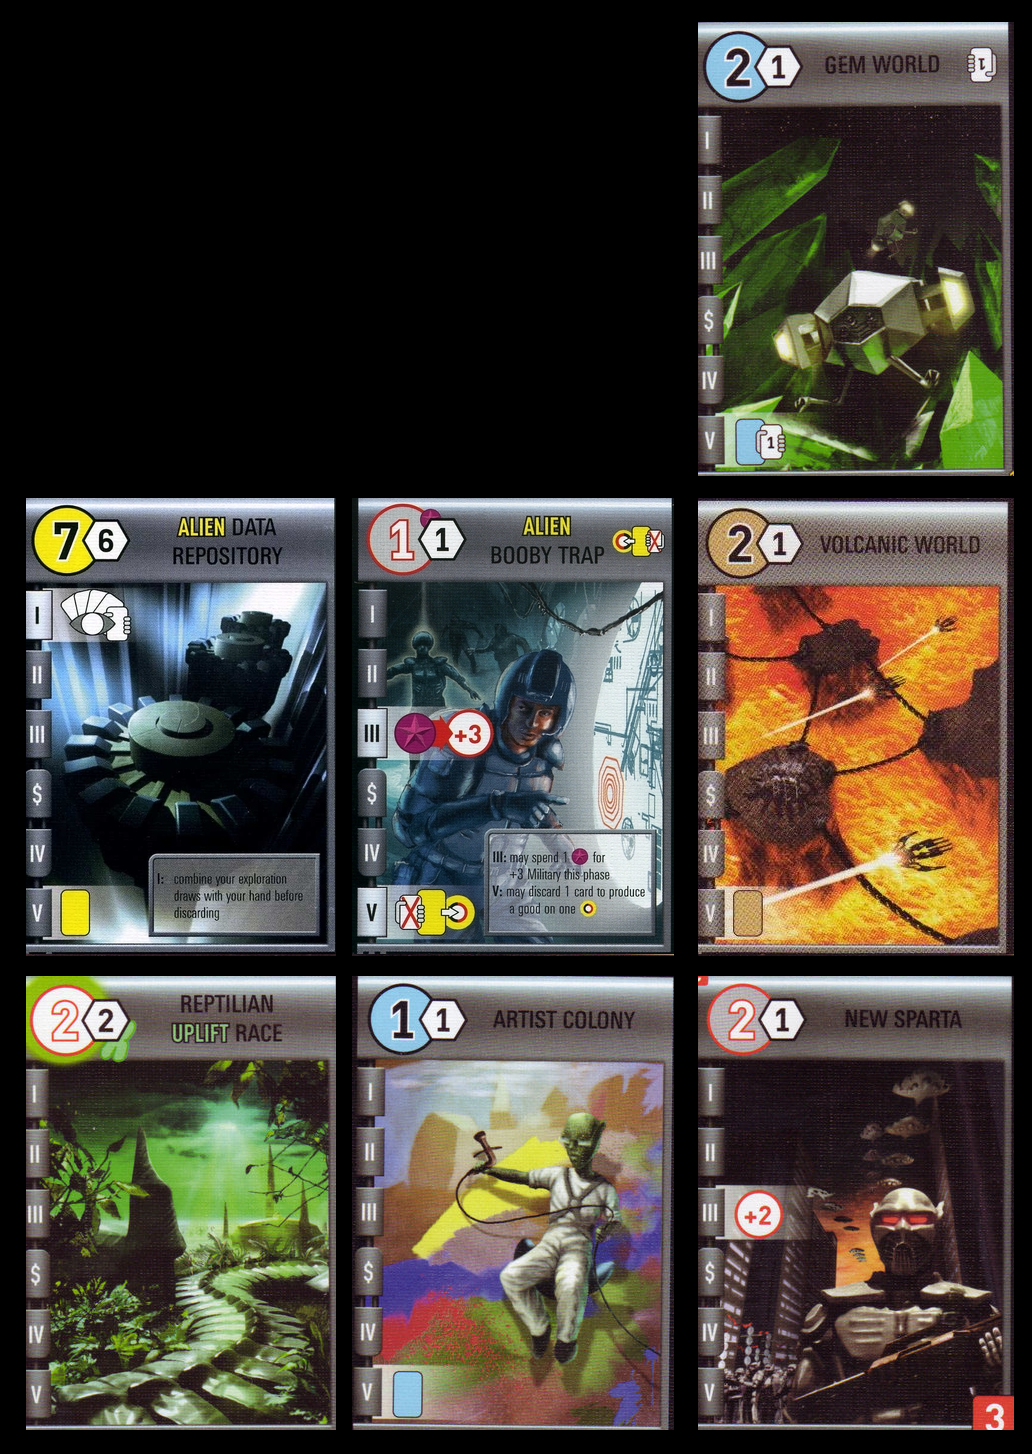 2 1 GEM WORLD 1
I
II
III
$
IV
V 1
7 6 ALIEN DATA
REPOSITORY
I
II
III
$
IV
V
I: combine your exploration
draws with your hand before
discarding
1 1 ALIEN
BOOBY TRAP
I
II
III +3
$
IV
V
III: may spend 1 for
+3 Military this phase
V: may discard 1 card to produce
a good on one
2 1 VOLCANIC WORLD
I
II
III
$
IV
V
2 2 REPTILIAN
UPLIFT RACE
I
II
III
$
IV
V
1 1 ARTIST COLONY
I
II
III
$
IV
V
2 1 NEW SPARTA
I
II
III +2
$
IV
V
3